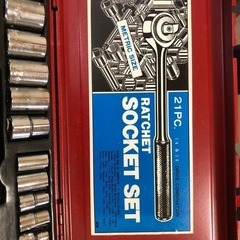 METRIC SIZE
21 PC.
RATCHET
SOCKET SET